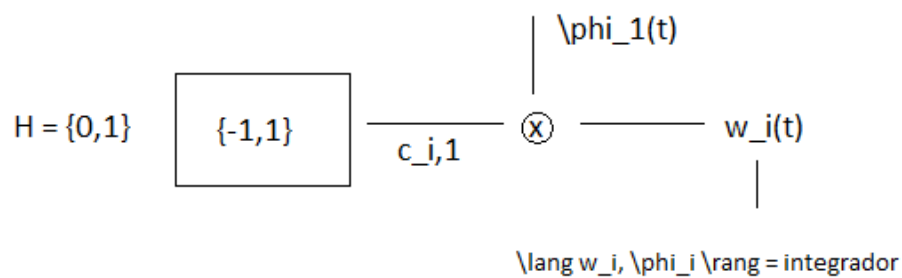 \phi_1(t)
H = {0,1}
{-1,1}
x
w_i(t)
c_i,1
\lang w_i, \phi_i \rang = integrador